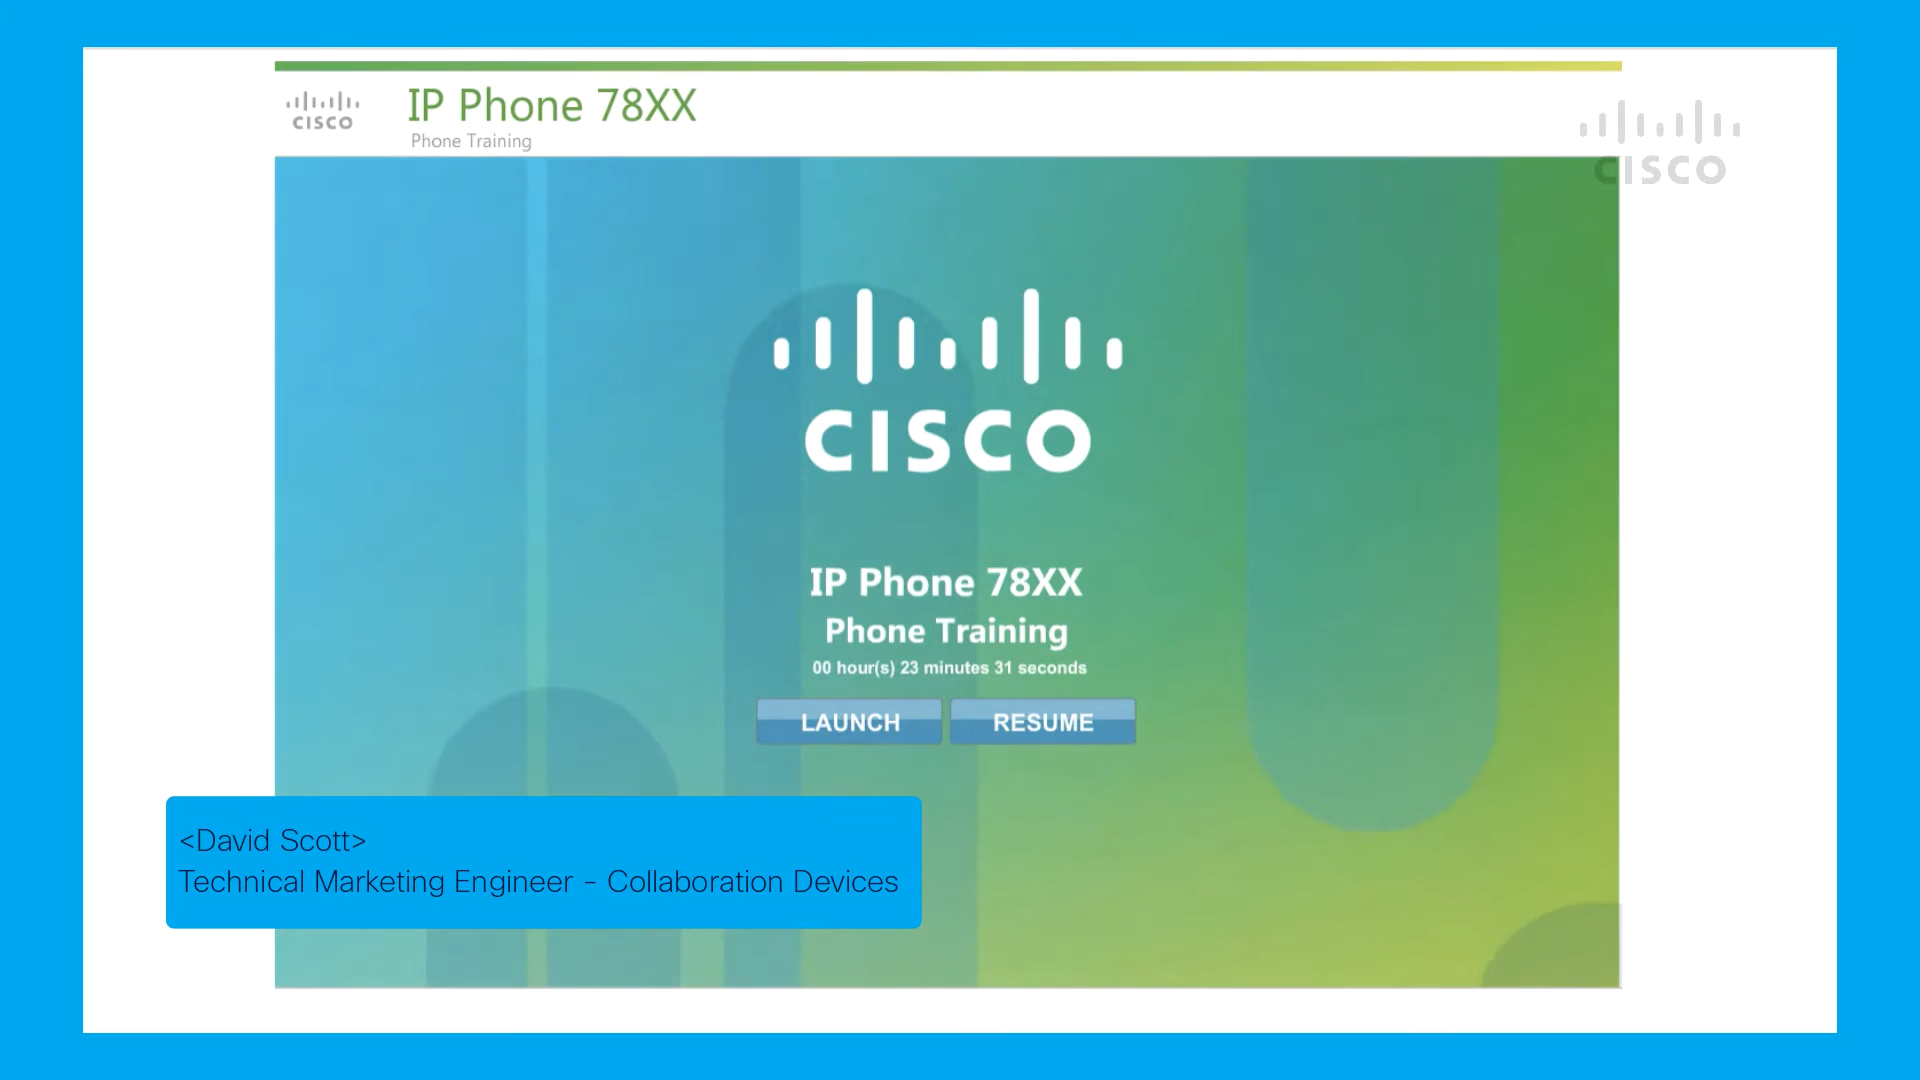 CISCO
IP Phone 78XX
Phone Training
CISCO
CISCO
IP Phone 78XX
Phone Training
00 hour(s) 23 minutes 31 seconds
LAUNCH RESUME
<David Scott>
Technical Marketing Engineer - Collaboration Devices